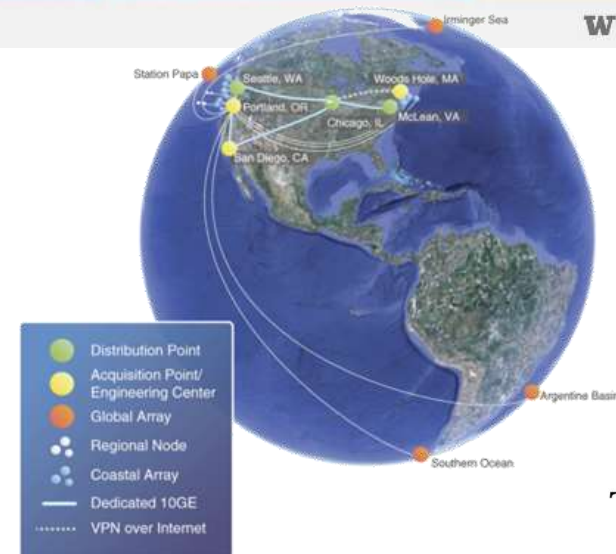 Irminger Sea
W
Station Papa
Seattle, WA
Woods Hole, MA
Portland, OR
Chicago, IL
McLean, VA
San Diego, CA
Distribution Point
Acquisition Point/
Engineering Center
Global Array
Regional Node
Coastal Array
Dedicated 10GE
VPN over Internet
Argentine Basin
Southern Ocean
T